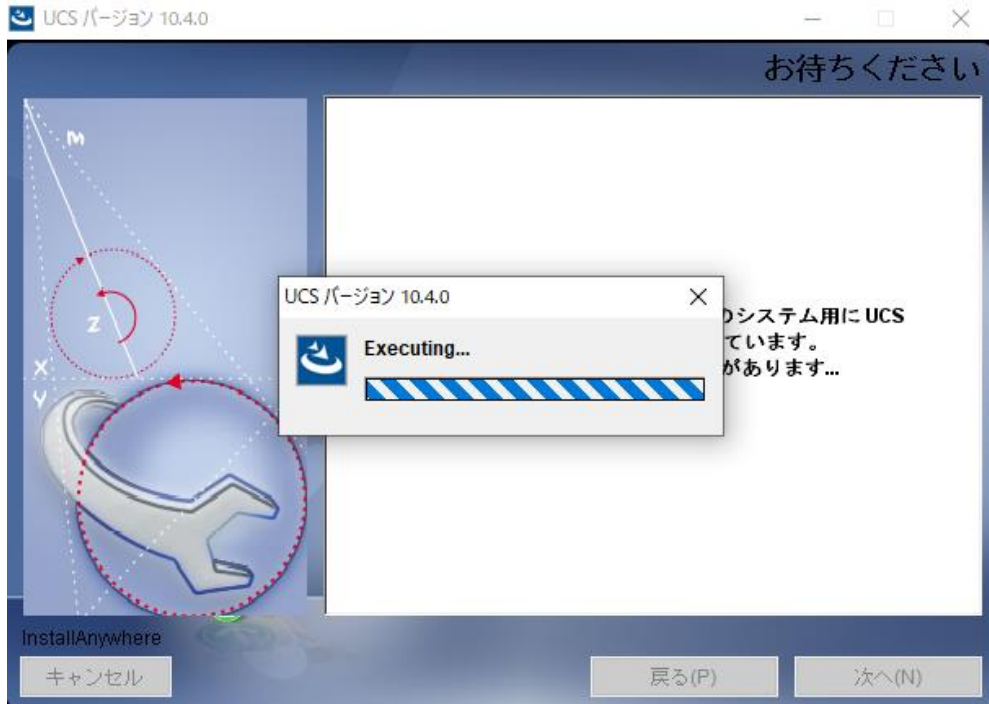 UCS バージョン 10.4.0
お待ちください
M
Z
X
Y
UCS バージョン 10.4.0
Executing...
システム用に UCS
ています。
があります...
InstallAnywhere
キャンセル
戻る(P)
次へ(N)